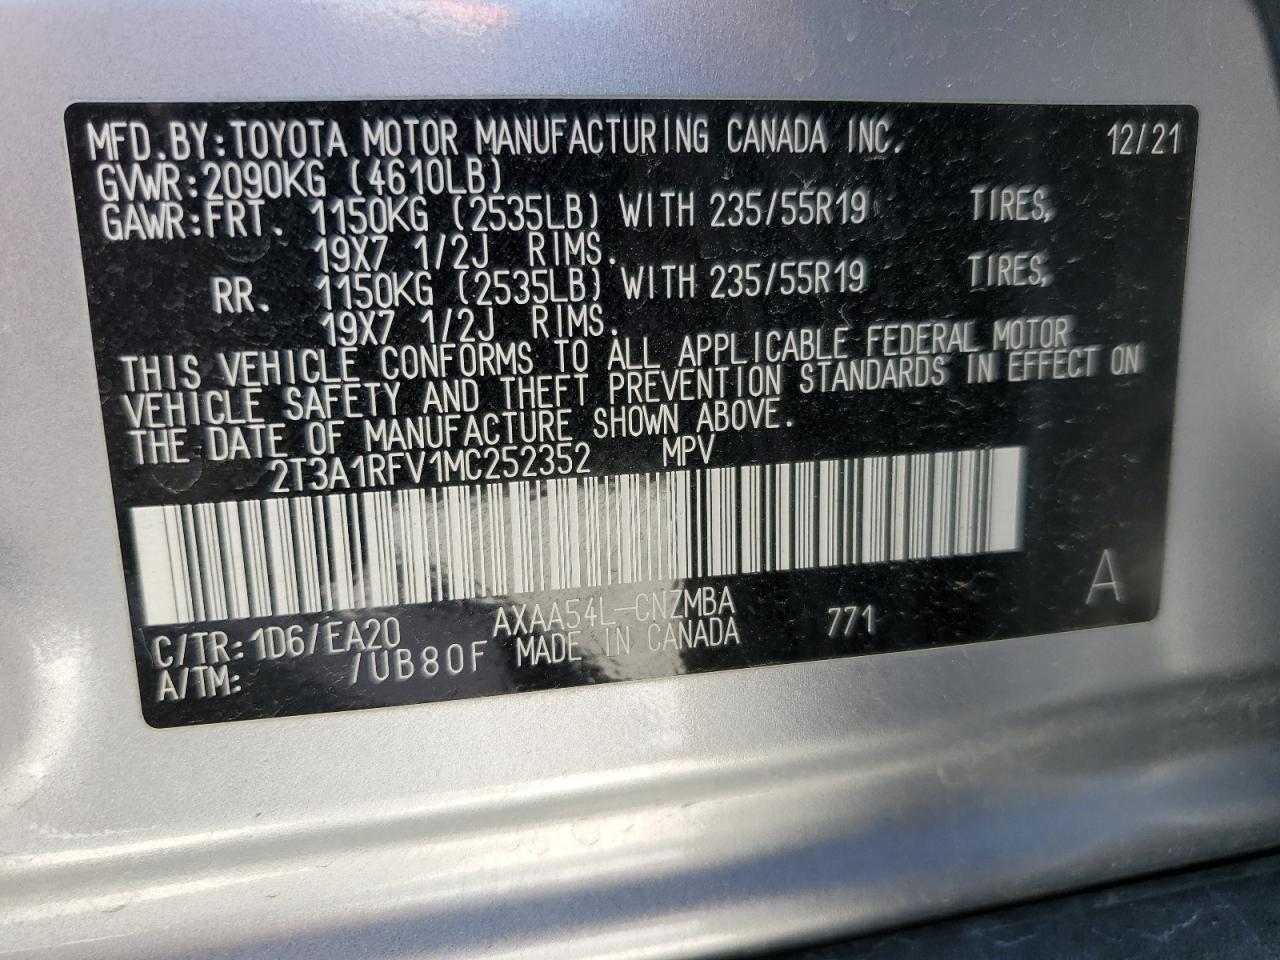 MFD.BY:TOYOTA MOTOR MANUFACTURING CANADA INC. 12/21
GVWR:2090KG (4610LB)
GAWR:FRT. 1150KG (2535LB) WITH 235/55R19 TIRES,
19X7 1/2J RIMS.
RR. 1150KG (2535LB) WITH 235/55R19 TIRES,
19X7 1/2J RIMS.
THIS VEHICLE CONFORMS TO ALL APPLICABLE FEDERAL MOTOR
VEHICLE SAFETY AND THEFT PREVENTION STANDARDS IN EFFECT ON
THE DATE OF MANUFACTURE SHOWN ABOVE.
2T3A1RFV1MC252352 MPV
A
C/TR:1D6/EA20 AXAA54L-CNZMBA 771
A/TM: /UB80F MADE IN CANADA